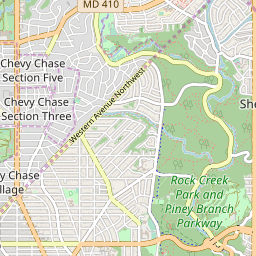 MD 410
Chevy Chase
Section Five
Western Avenue Northwest
Chevy Chase
Section Three
She
y Chase
llage
Rock Creek
Park and
Piney Branch
Parkway